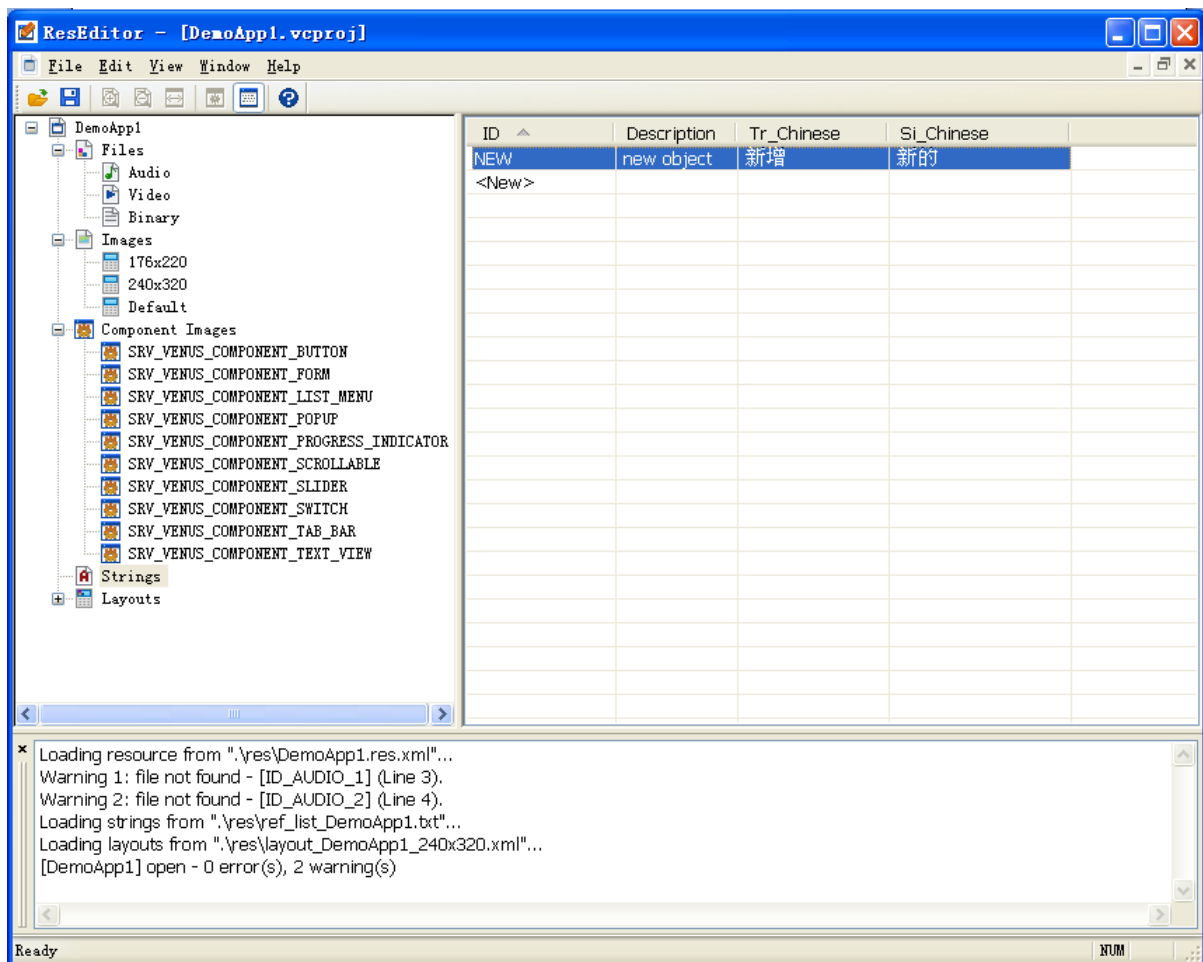 ResEditor - [DemoApp1.vcproj]
File Edit View Window Help
DemoApp1
Files
Audio
Video
Binary
Images
176x220
240x320
Default
Component Images
SRV_VENUS_COMPONENT_BUTTON
SRV_VENUS_COMPONENT_FORM
SRV_VENUS_COMPONENT_LIST_MENU
SRV_VENUS_COMPONENT_POPUP
SRV_VENUS_COMPONENT_PROGRESS_INDICATOR
SRV_VENUS_COMPONENT_SCROLLABLE
SRV_VENUS_COMPONENT_SLIDER
SRV_VENUS_COMPONENT_SWITCH
SRV_VENUS_COMPONENT_TAB_BAR
SRV_VENUS_COMPONENT_TEXT_VIEW
Strings
Layouts
ID Description Tr_Chinese Si_Chinese
NEW new object 新增 新的
<New>
Loading resource from ".\res\DemoApp1.res.xml"...
Warning 1: file not found - [ID_AUDIO_1] (Line 3).
Warning 2: file not found - [ID_AUDIO_2] (Line 4).
Loading strings from ".\res\ref_list_DemoApp1.txt"...
Loading layouts from ".\res\layout_DemoApp1_240x320.xml"...
[DemoApp1] open - 0 error(s), 2 warning(s)
Ready NUM